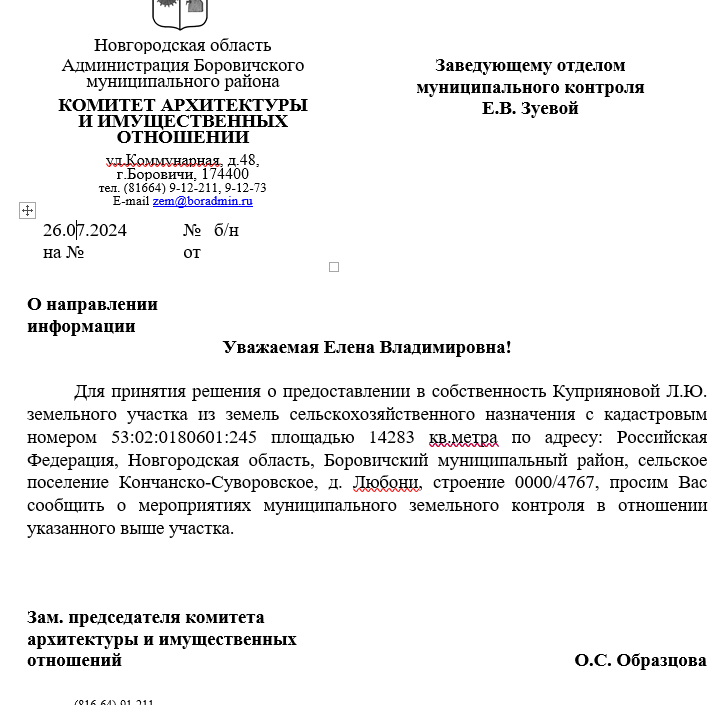 Новгородская область
Администрация Боровичского
муниципального района
КОМИТЕТ АРХИТЕКТУРЫ
И ИМУЩЕСТВЕННЫХ
ОТНОШЕНИЙ
ул.Коммунарная, д.48,
г.Боровичи, 174400
тел. (81664) 9-12-211, 9-12-73
E-mail zem@boradmin.ru
26.07.2024 № б/н
на № от
Заведующему отделом
муниципального контроля
Е.В. Зуевой
О направлении
информации
Уважаемая Елена Владимировна!
Для принятия решения о предоставлении в собственность Куприяновой Л.Ю.
земельного участка из земель сельскохозяйственного назначения с кадастровым
номером 53:02:0180601:245 площадью 14283 кв.метра по адресу: Российская
Федерация, Новгородская область, Боровичский муниципальный район, сельское
поселение Кончанско-Суворовское, д. Любони, строение 0000/4767, просим Вас
сообщить о мероприятиях муниципального земельного контроля в отношении
указанного выше участка.
Зам. председателя комитета
архитектуры и имущественных
отношений О.С. Образцова
(816-64) 91-211